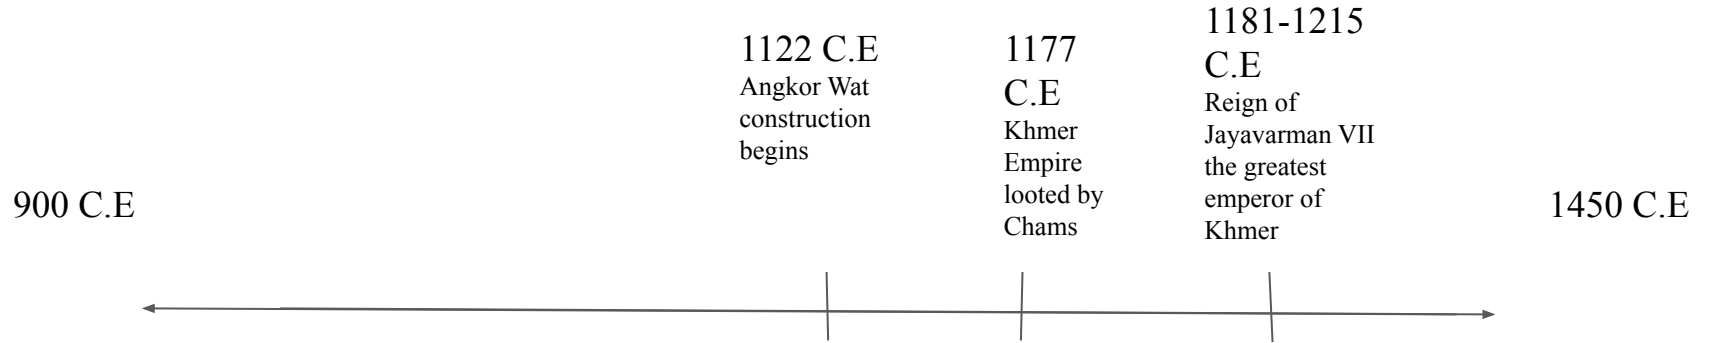 900 C.E
1122 C.E
Angkor Wat
construction
begins
1177
C.E
Khmer
Empire
looted by
Chams
1181-1215
C.E
Reign of
Jayavarman VII
the greatest
emperor of
Khmer
1450 C.E